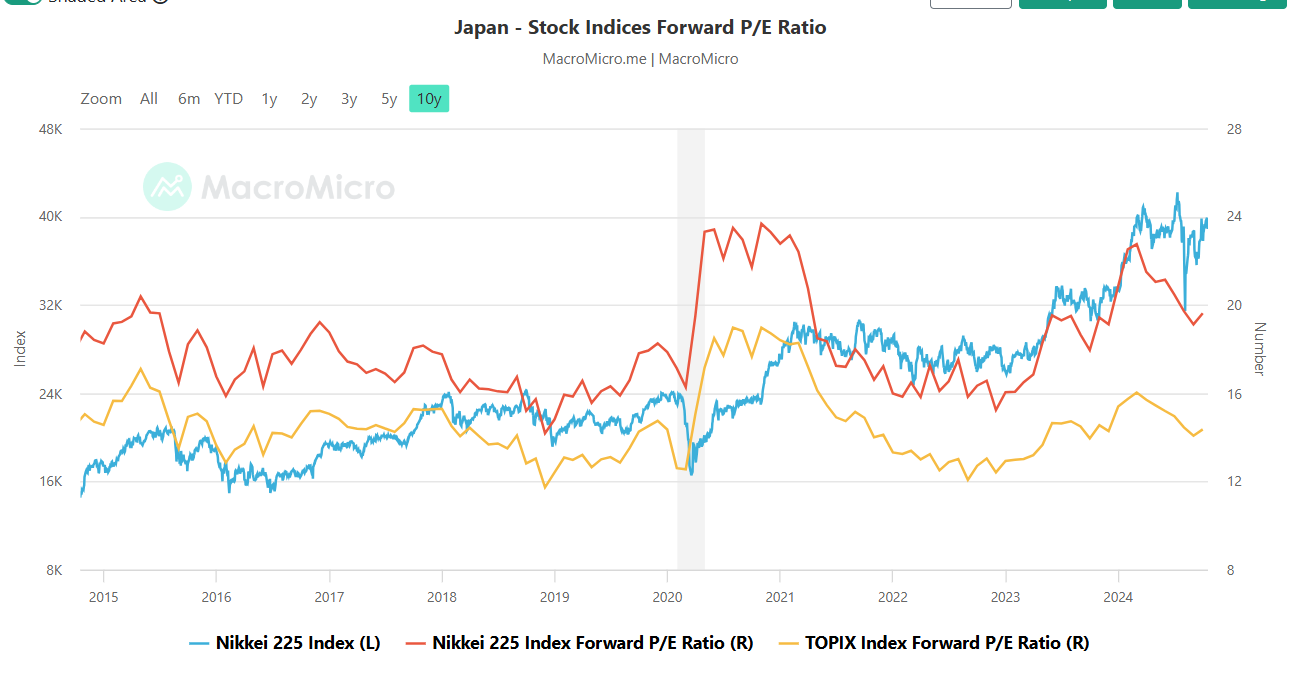 Shaded Area
Japan - Stock Indices Forward P/E Ratio
MacroMicro.me | MacroMicro
Zoom All 6m YTD 1y 2y 3y 5y 10y
MacroMicro
48K 28
40K 24
32K 20
Index Number
24K 16
16K 12
8K 8
2015 2016 2017 2018 2019 2020 2021 2022 2023 2024
Nikkei 225 Index (L) Nikkei 225 Index Forward P/E Ratio (R) TOPIX Index Forward P/E Ratio (R)